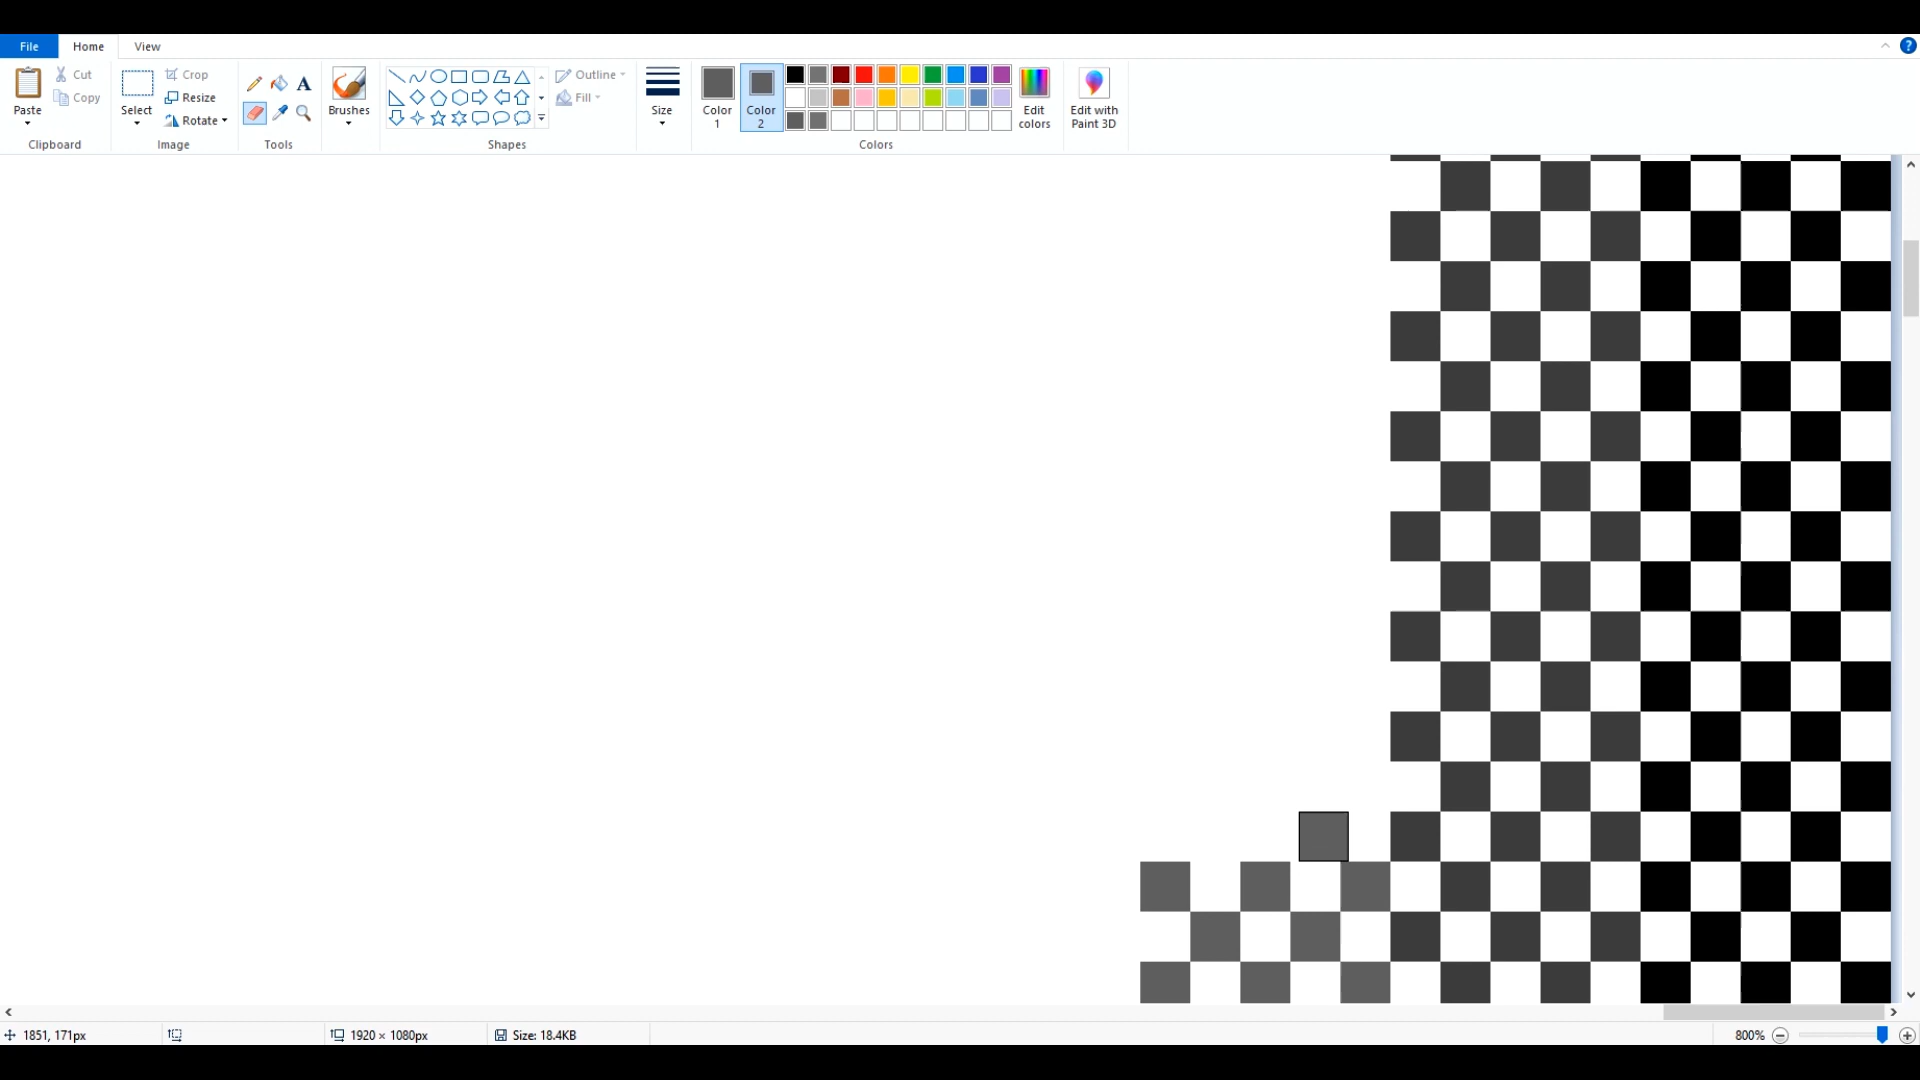 File Home View
Paste Cut Copy Clipboard
Select Crop Resize Rotate Image
A Tools
Brushes
Outline Fill Shapes
Size
Color 1 Color 2 Edit colors Colors
Edit with Paint 3D
?
1851, 171px
1920 × 1080px
Size: 18.4KB
800%